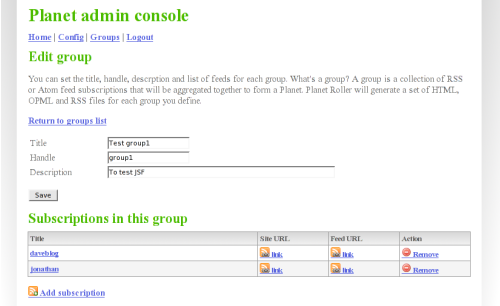 Planet admin console
Home | Config | Groups | Logout
Edit group
You can set the title, handle, descrption and list of feeds for each group. What's a group? A group is a collection of RSS
or Atom feed subscriptions that will be aggregated together to form a Planet. Planet Roller will generate a set of HTML,
OPML and RSS files for each group you define.
Return to groups list
Title Test group1
Handle group1
Description To test JSF
Save
Subscriptions in this group
Title Site URL Feed URL Action
daveblog link link Remove
jonathan link link Remove
Add subscription